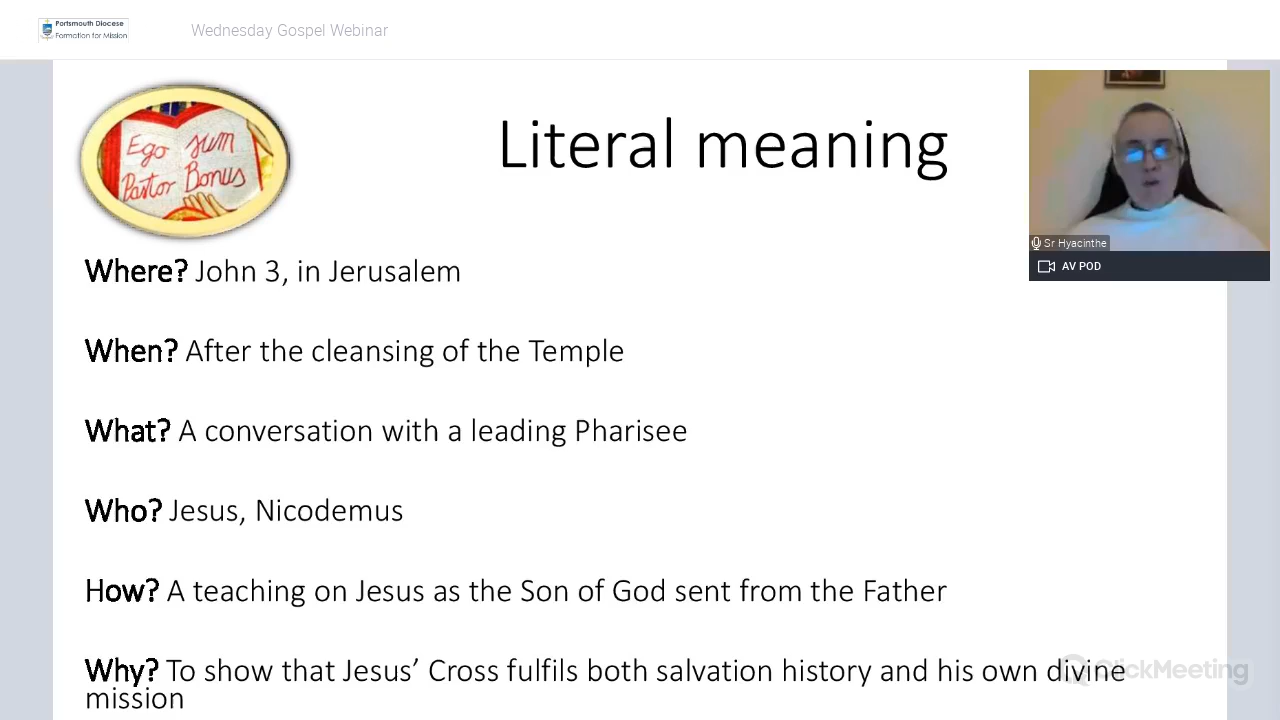 Portsmouth Diocese
Formation for Mission
Wednesday Gospel Webinar
Ego sum
Pastor Bonus
Literal meaning
Sr Hyacinthe
AV POD
Where? John 3, in Jerusalem
When? After the cleansing of the Temple
What? A conversation with a leading Pharisee
Who? Jesus, Nicodemus
How? A teaching on Jesus as the Son of God sent from the Father
Why? To show that Jesus’ Cross fulfils both salvation history and his own divine
mission
ClickMeeting